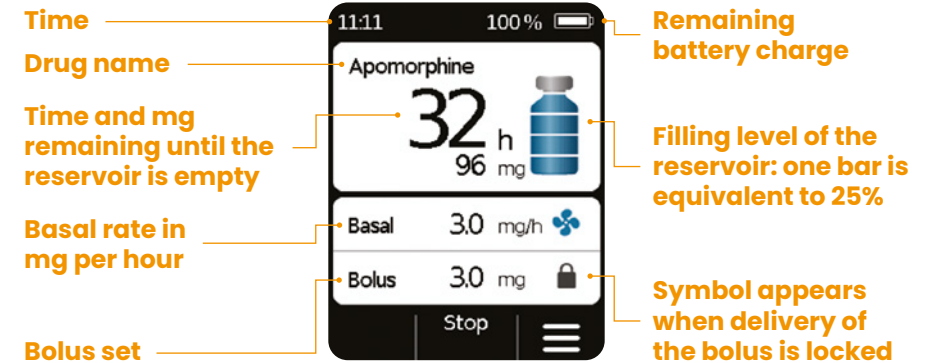 Time
Drug name
Time and mg
remaining until the
reservoir is empty
Basal rate in
mg per hour
Bolus set
11:11
100 %
Apomorphine
32 h
96 mg
Basal 3.0 mg/h
Bolus 3.0 mg
Stop
Remaining
battery charge
Filling level of the
reservoir: one bar is
equivalent to 25%
Symbol appears
when delivery of
the bolus is locked